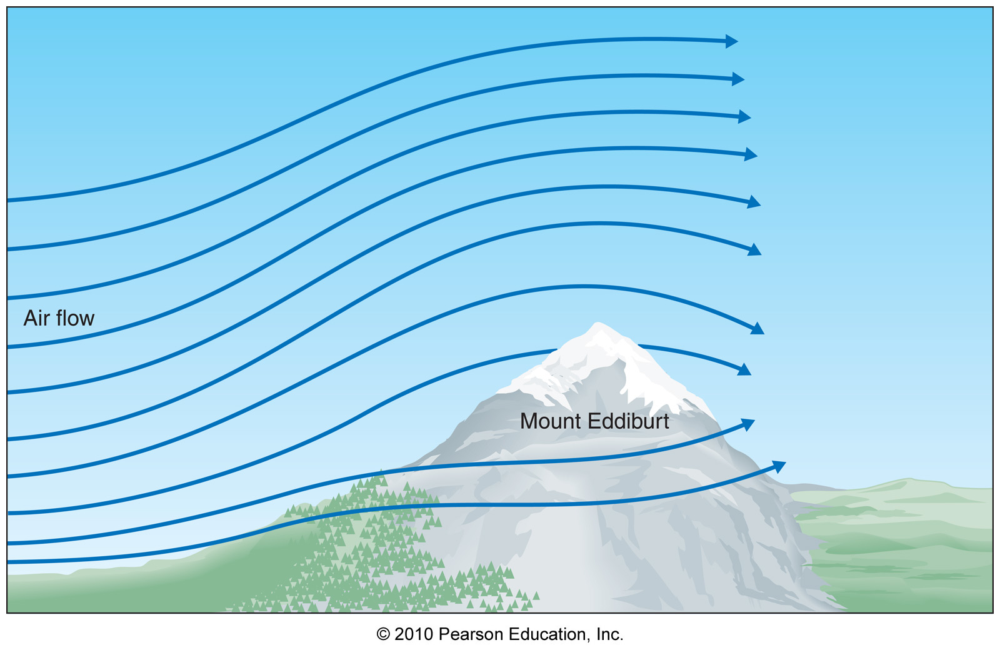 Air flow
Mount Eddiburt
© 2010 Pearson Education, Inc.